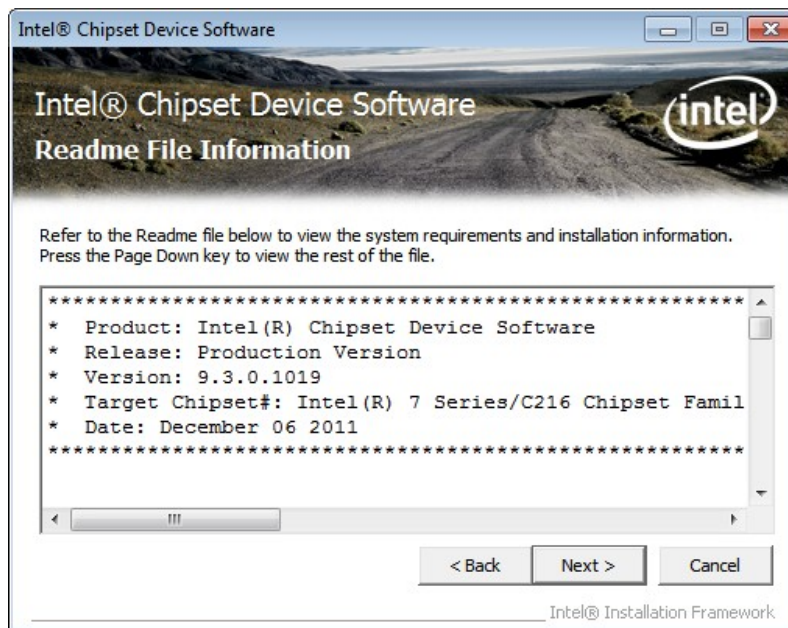 Intel® Chipset Device Software
Intel® Chipset Device Software
intel
Readme File Information
Refer to the Readme file below to view the system requirements and installation information.
Press the Page Down key to view the rest of the file.
********************************************************
* Product: Intel(R) Chipset Device Software
* Release: Production Version
* Version: 9.3.0.1019
* Target Chipset#: Intel(R) 7 Series/C216 Chipset Famil
* Date: December 06 2011
********************************************************
< Back
Next >
Cancel
Intel® Installation Framework